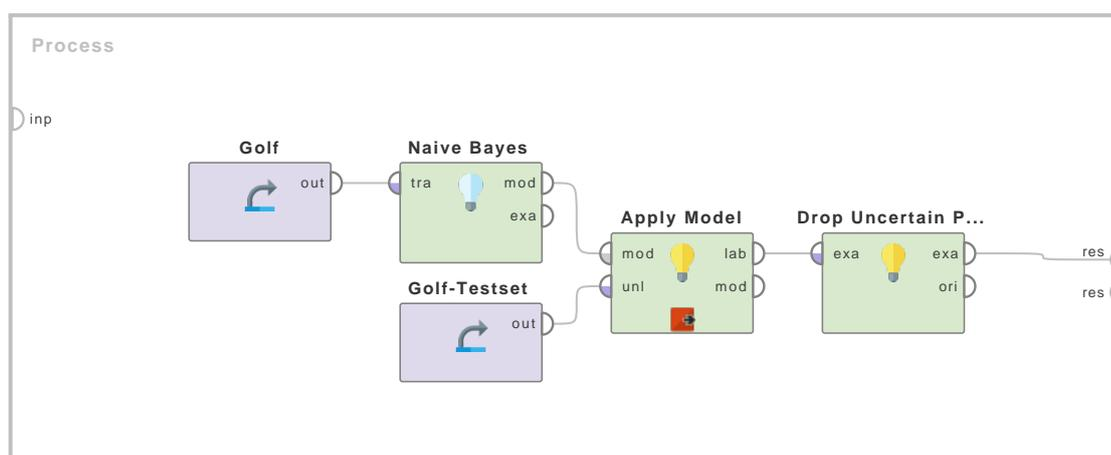 Process
inp
Golf
out
Naive Bayes
tra
mod
exa
Golf-Testset
out
Apply Model
mod
lab
unl
mod
Drop Uncertain P...
exa
exa
ori
res
res